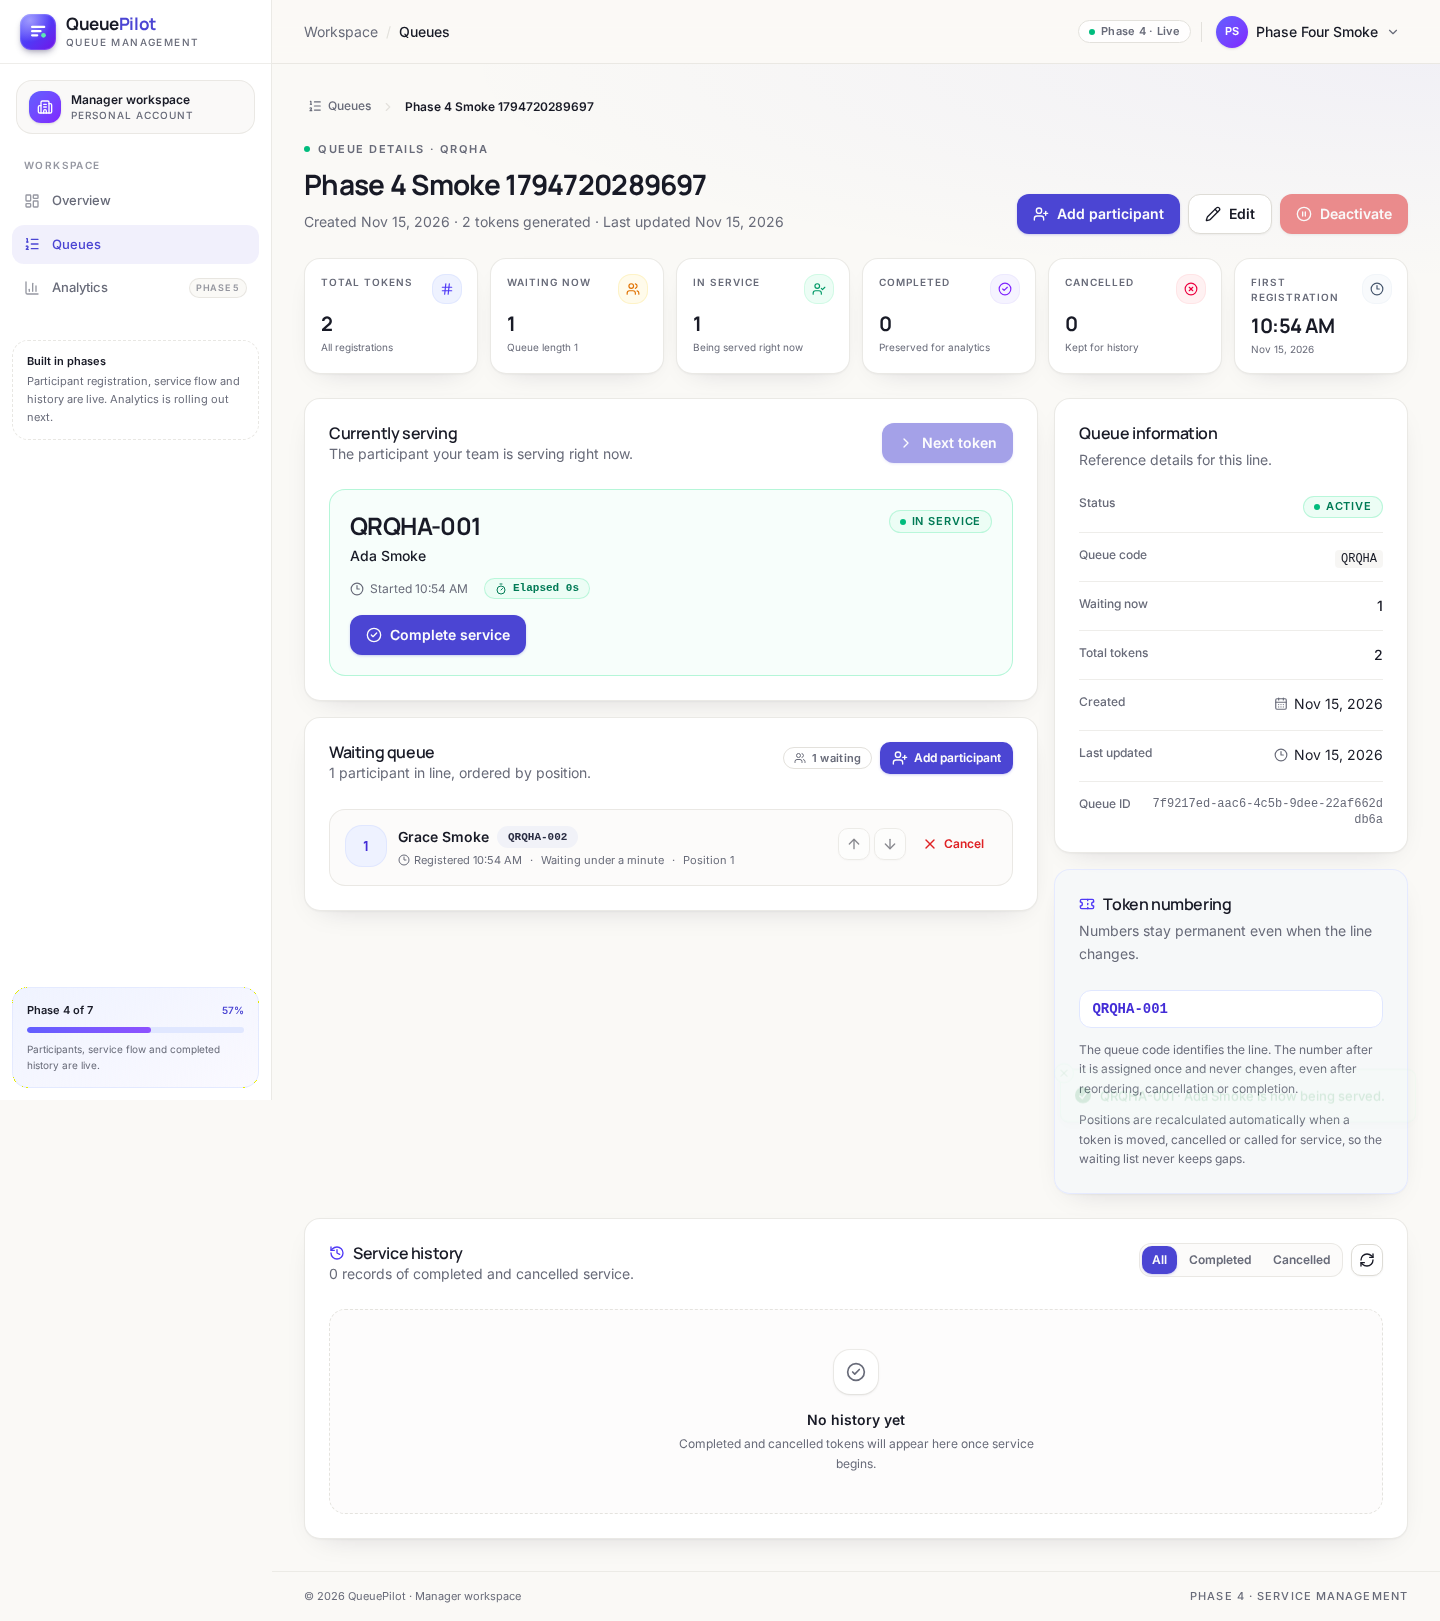 QueuePilot
QUEUE MANAGEMENT
Workspace / Queues
Phase 4 · Live
PS
Phase Four Smoke
Manager workspace
PERSONAL ACCOUNT
WORKSPACE
Overview
Queues
Analytics
PHASE 5
Built in phases
Participant registration, service flow and
history are live. Analytics is rolling out
next.
Phase 4 of 7
57%
Participants, service flow and completed
history are live.
Queues
Phase 4 Smoke 1794720289697
QUEUE DETAILS · QRQHA
Phase 4 Smoke 1794720289697
Created Nov 15, 2026 · 2 tokens generated · Last updated Nov 15, 2026
Add participant
Edit
Deactivate
TOTAL TOKENS
2
All registrations
WAITING NOW
1
Queue length 1
IN SERVICE
1
Being served right now
COMPLETED
0
Preserved for analytics
CANCELLED
0
Kept for history
FIRST
REGISTRATION
10:54 AM
Nov 15, 2026
Currently serving
The participant your team is serving right now.
Next token
QRQHA-001
IN SERVICE
Ada Smoke
Started 10:54 AM
Elapsed 0s
Complete service
Waiting queue
1 participant in line, ordered by position.
1 waiting
Add participant
1
Grace Smoke
QRQHA-002
Registered 10:54 AM · Waiting under a minute · Position 1
Cancel
Queue information
Reference details for this line.
Status
ACTIVE
Queue code
QRQHA
Waiting now
1
Total tokens
2
Created
Nov 15, 2026
Last updated
Nov 15, 2026
Queue ID
7f9217ed-aac6-4c5b-9dee-22af662d
db6a
Token numbering
Numbers stay permanent even when the line
changes.
QRQHA-001
The queue code identifies the line. The number after
it is assigned once and never changes, even after
reordering, cancellation or completion.
QRQHA-001 · Ada Smoke is now being served.
Positions are recalculated automatically when a
token is moved, cancelled or called for service, so the
waiting list never keeps gaps.
Service history
0 records of completed and cancelled service.
All
Completed
Cancelled
No history yet
Completed and cancelled tokens will appear here once service
begins.
© 2026 QueuePilot · Manager workspace
PHASE 4 · SERVICE MANAGEMENT